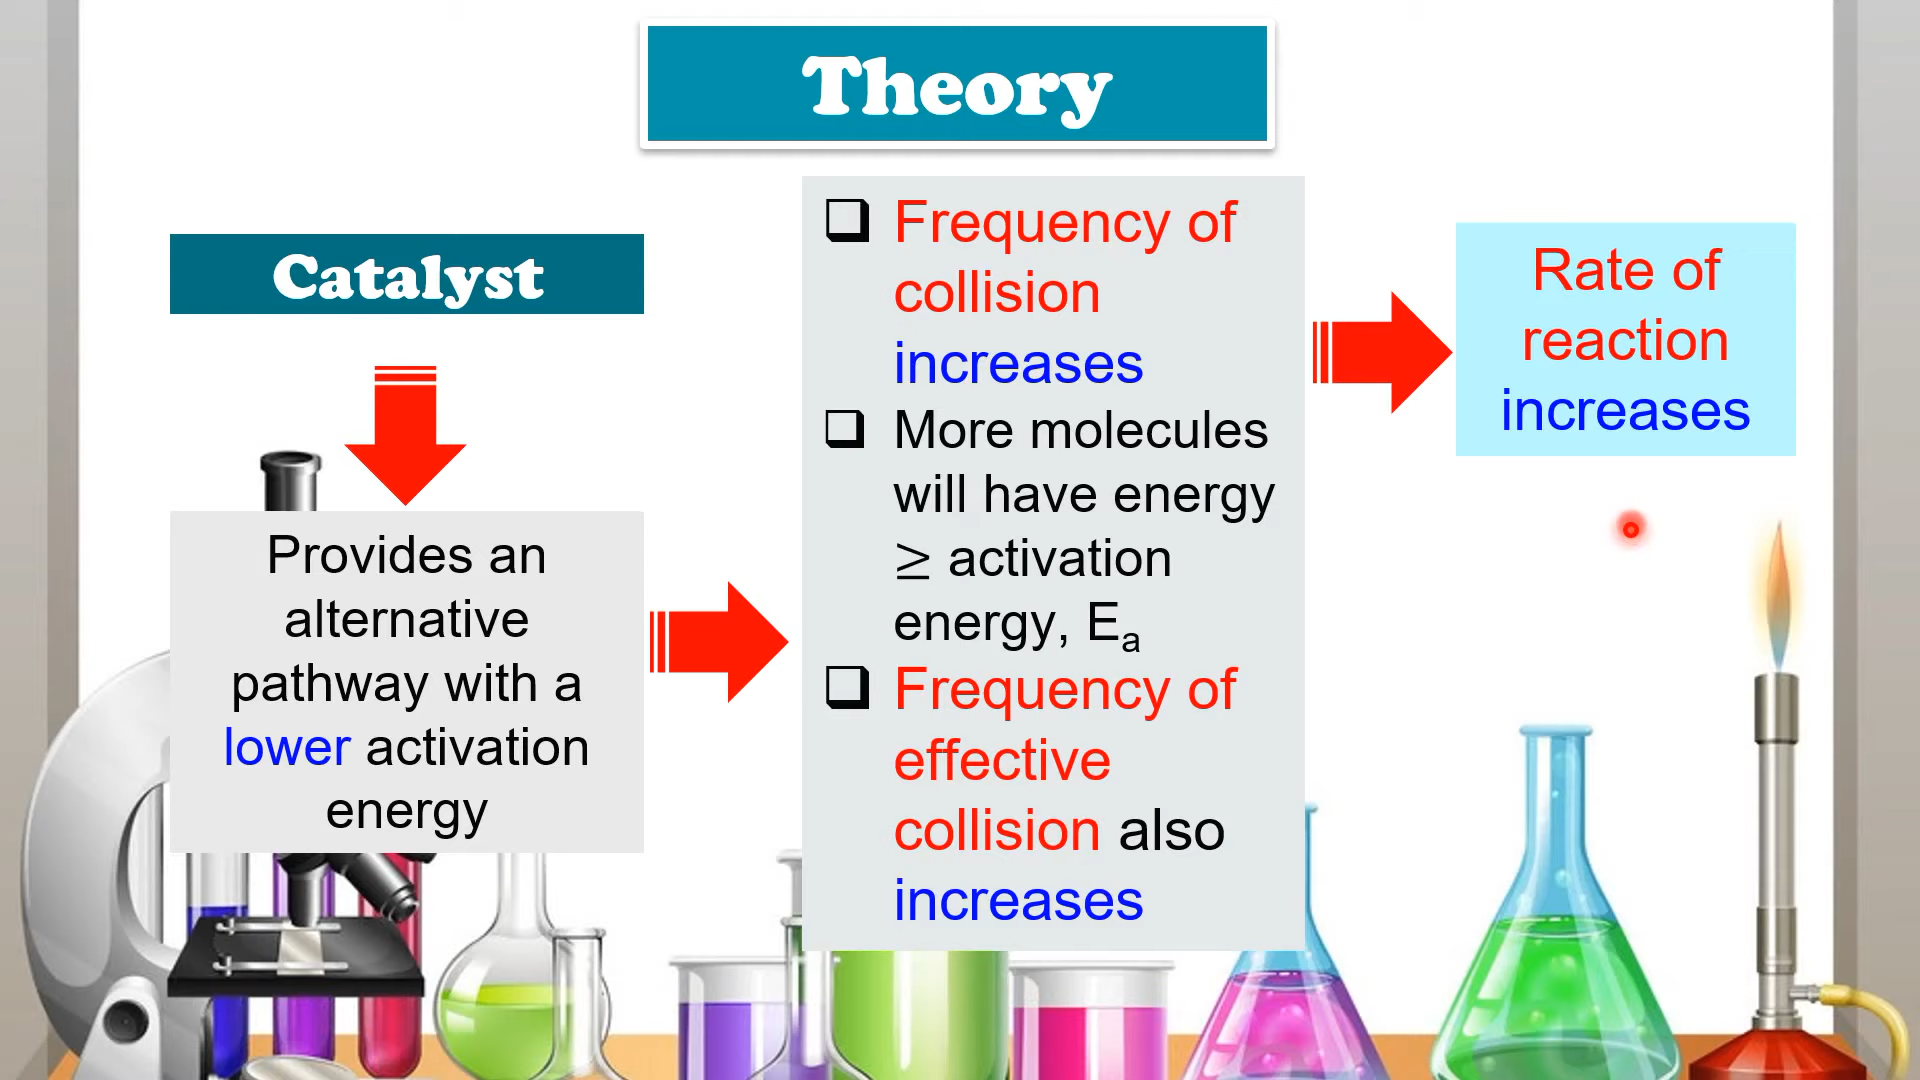 Theory
Catalyst
Provides an
alternative
pathway with a
lower activation
energy
❑ Frequency of
collision
increases
❑ More molecules
will have energy
≥ activation
energy, Eₐ
❑ Frequency of
effective
collision also
increases
Rate of
reaction
increases